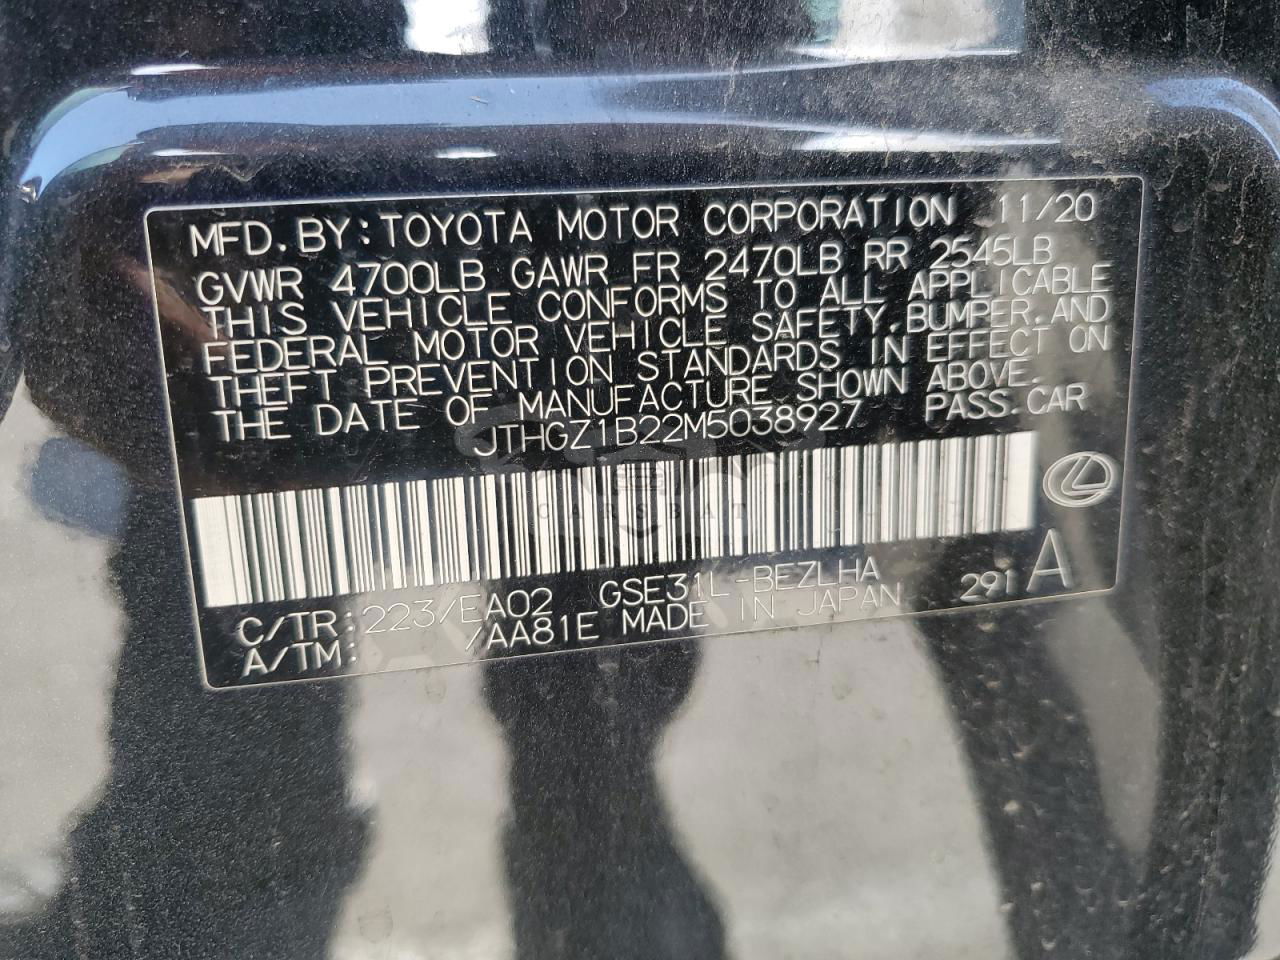 MFD. BY: TOYOTA MOTOR CORPORATION 11/20
GVWR 4700LB GAWR FR 2470LB RR 2545LB
THIS VEHICLE CONFORMS TO ALL APPLICABLE
FEDERAL MOTOR VEHICLE SAFETY, BUMPER, AND
THEFT PREVENTION STANDARDS IN EFFECT ON
THE DATE OF MANUFACTURE SHOWN ABOVE.
JTHGZ1B22M5038927 PASS.CAR
CARSBAT
C/TR: 223/EA02 GSE31L-BEZLHA 291 A
A/TM: /AA81E MADE IN JAPAN